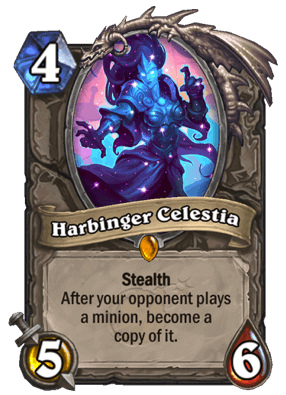 4
Harbinger Celestia
Stealth
After your opponent plays
a minion, become a
copy of it.
5
6